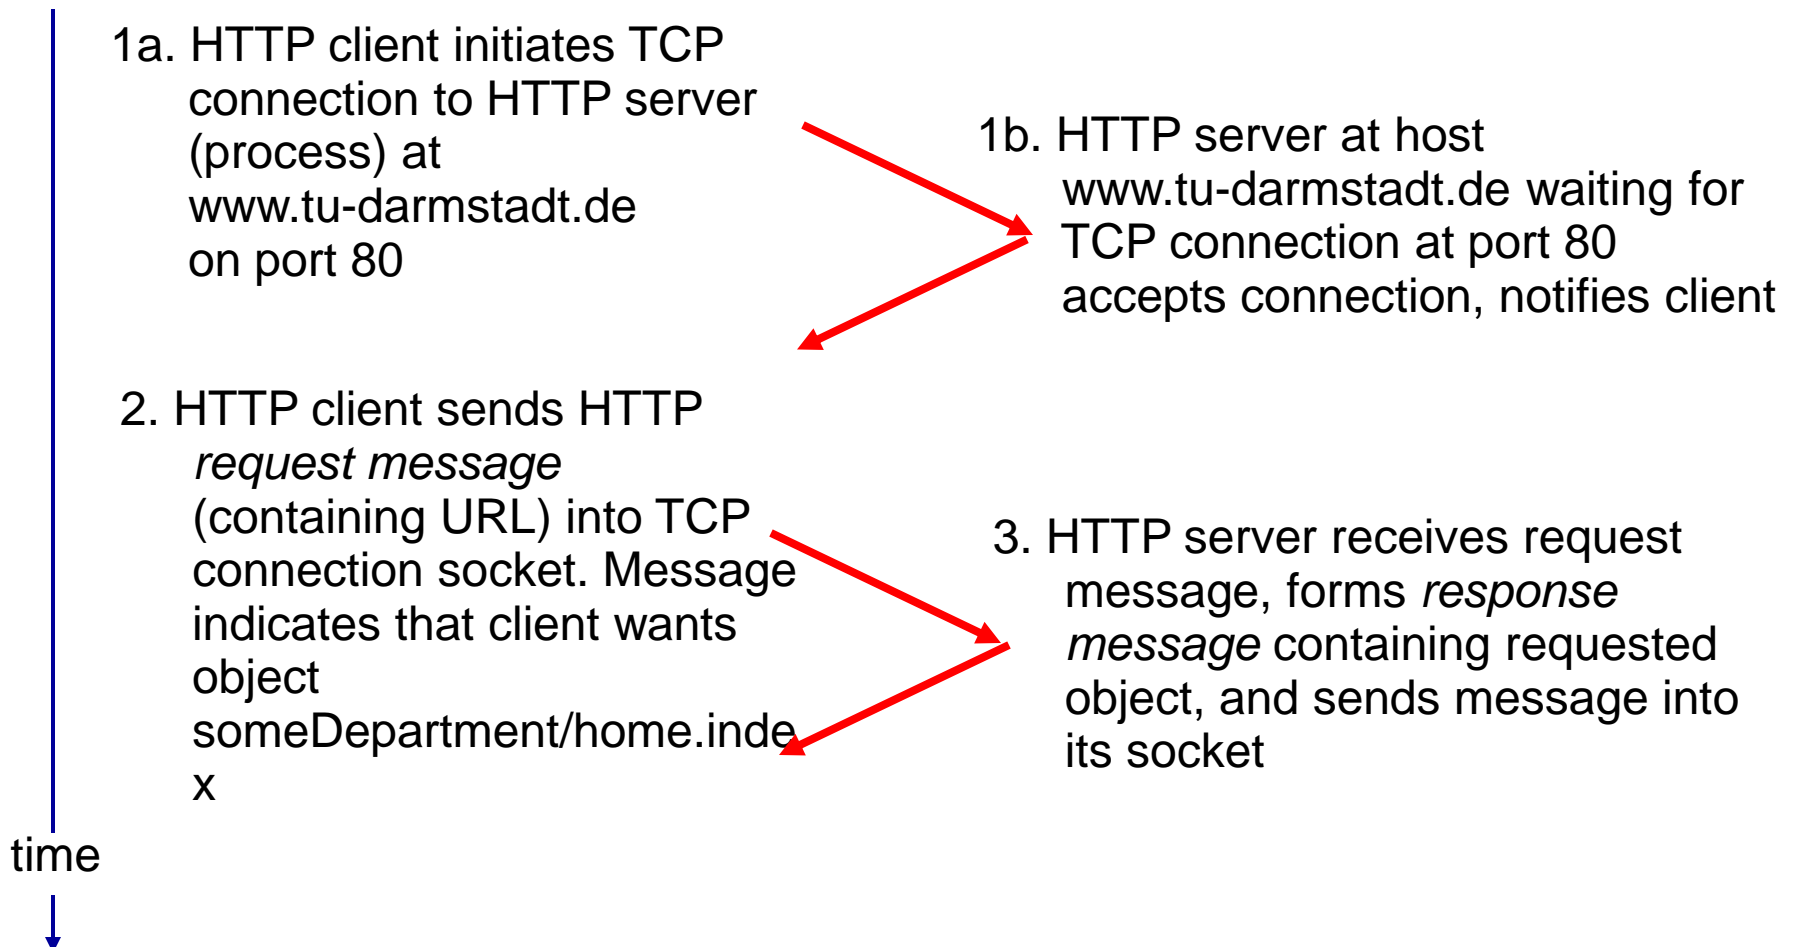 1a. HTTP client initiates TCP
connection to HTTP server
(process) at
www.tu-darmstadt.de
on port 80
1b. HTTP server at host
www.tu-darmstadt.de waiting for
TCP connection at port 80
accepts connection, notifies client
2. HTTP client sends HTTP
request message
(containing URL) into TCP
connection socket. Message
indicates that client wants
object
someDepartment/home.inde
x
3. HTTP server receives request
message, forms response
message containing requested
object, and sends message into
its socket
time